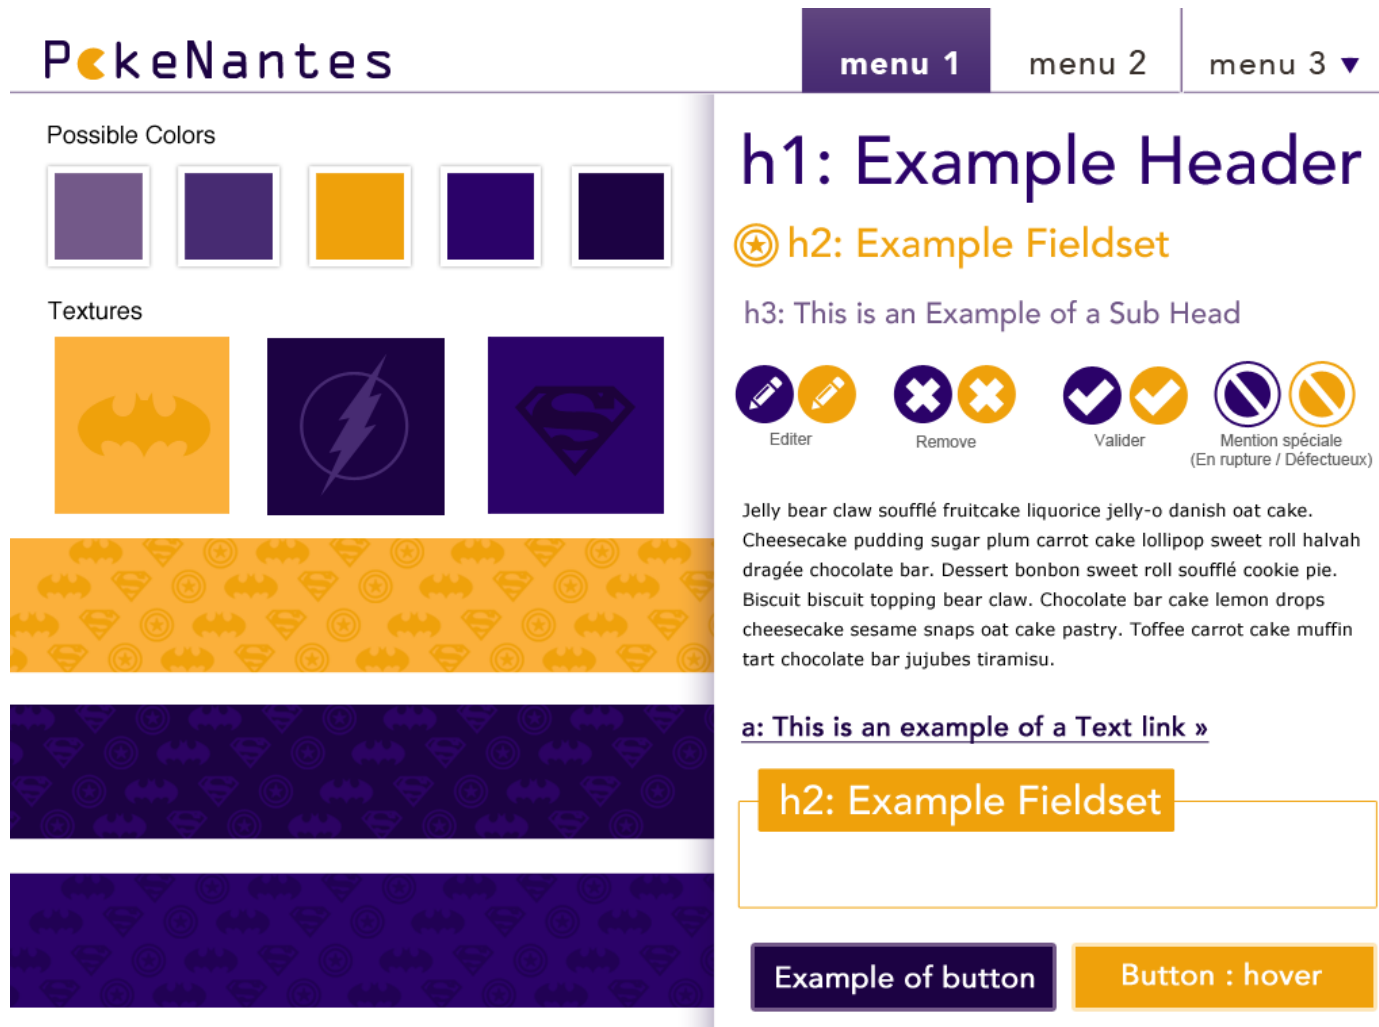 PokeNantes
menu 1
menu 2
menu 3 ▼
Possible Colors
Textures
h1: Example Header
h2: Example Fieldset
h3: This is an Example of a Sub Head
Editer
Remove
Valider
Mention spéciale
(En rupture / Défectueux)
Jelly bear claw soufflé fruitcake liquorice jelly-o danish oat cake.
Cheesecake pudding sugar plum carrot cake lollipop sweet roll halvah
dragée chocolate bar. Dessert bonbon sweet roll soufflé cookie pie.
Biscuit biscuit topping bear claw. Chocolate bar cake lemon drops
cheesecake sesame snaps oat cake pastry. Toffee carrot cake muffin
tart chocolate bar jujubes tiramisu.
a: This is an example of a Text link »
h2: Example Fieldset
Example of button
Button : hover